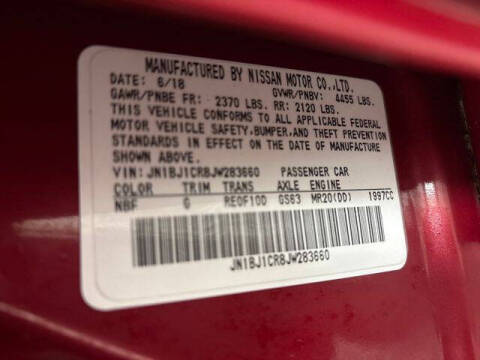 MANUFACTURED BY NISSAN MOTOR CO.,LTD.
DATE: 6/18 GVWR/PNBV: 4455 LBS.
GAWR/PNBE FR: 2370 LBS. RR: 2120 LBS.
THIS VEHICLE CONFORMS TO ALL APPLICABLE FEDERAL
MOTOR VEHICLE SAFETY,BUMPER,AND THEFT PREVENTION
STANDARDS IN EFFECT ON THE DATE OF MANUFACTURE
SHOWN ABOVE.
VIN: JN1BJ1CR8JW283660 PASSENGER CAR
COLOR TRIM TRANS AXLE ENGINE
NBF G RE0F10D GS63 MR20(DD) 1997CC
JN1BJ1CR8JW283660